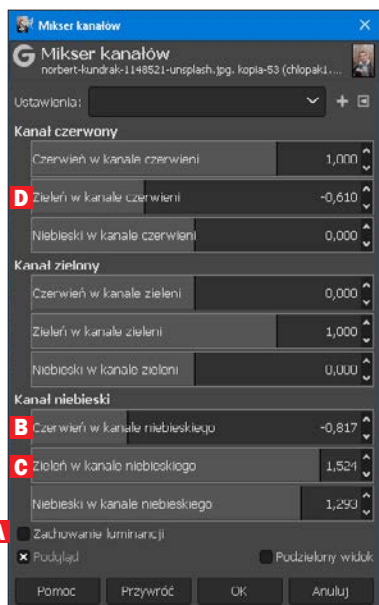 Mikser kanałów
Mikser kanałów
norbert-kundrak-1148521-unsplash.jpg. kopia-53 (chlopak1....
Ustawienia:
Kanał czerwony
Czerwień w kanale czerwieni 1,000
D Zieleń w kanale czerwieni -0,610
Niebieski w kanale czerwieni 0,000
Kanał zielony
Czerwień w kanale zieleni 0,000
Zieleń w kanale zieleni 1,000
Niebieski w kanale zieleni 0,000
Kanał niebieski
B Czerwień w kanale niebieskiego -0,817
C Zieleń w kanale niebieskiego 1,524
Niebieski w kanale niebieskiego 1,293
A Zachowanie luminancji
Podgląd Podzielony widok
Pomoc Przywróć OK Anuluj